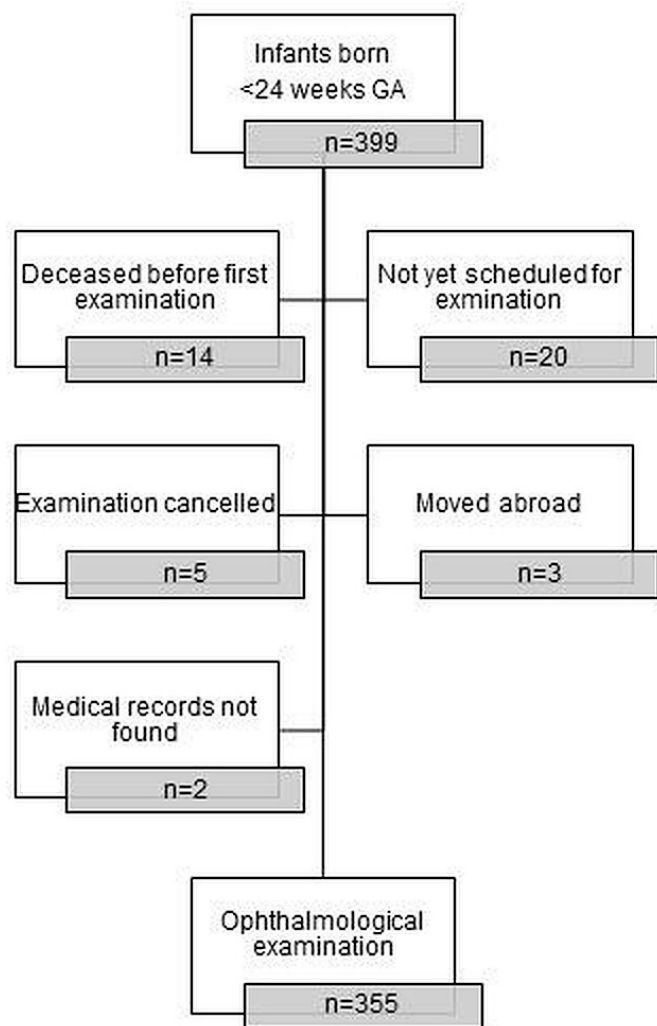 Infants born
<24 weeks GA
n=399
Deceased before first
examination
n=14
Not yet scheduled for
exmination
n=20
Examination cancelled
n=5
Moved abroad
n=3
Medical records not
found
n=2
Ophthalmological
examination
n=355